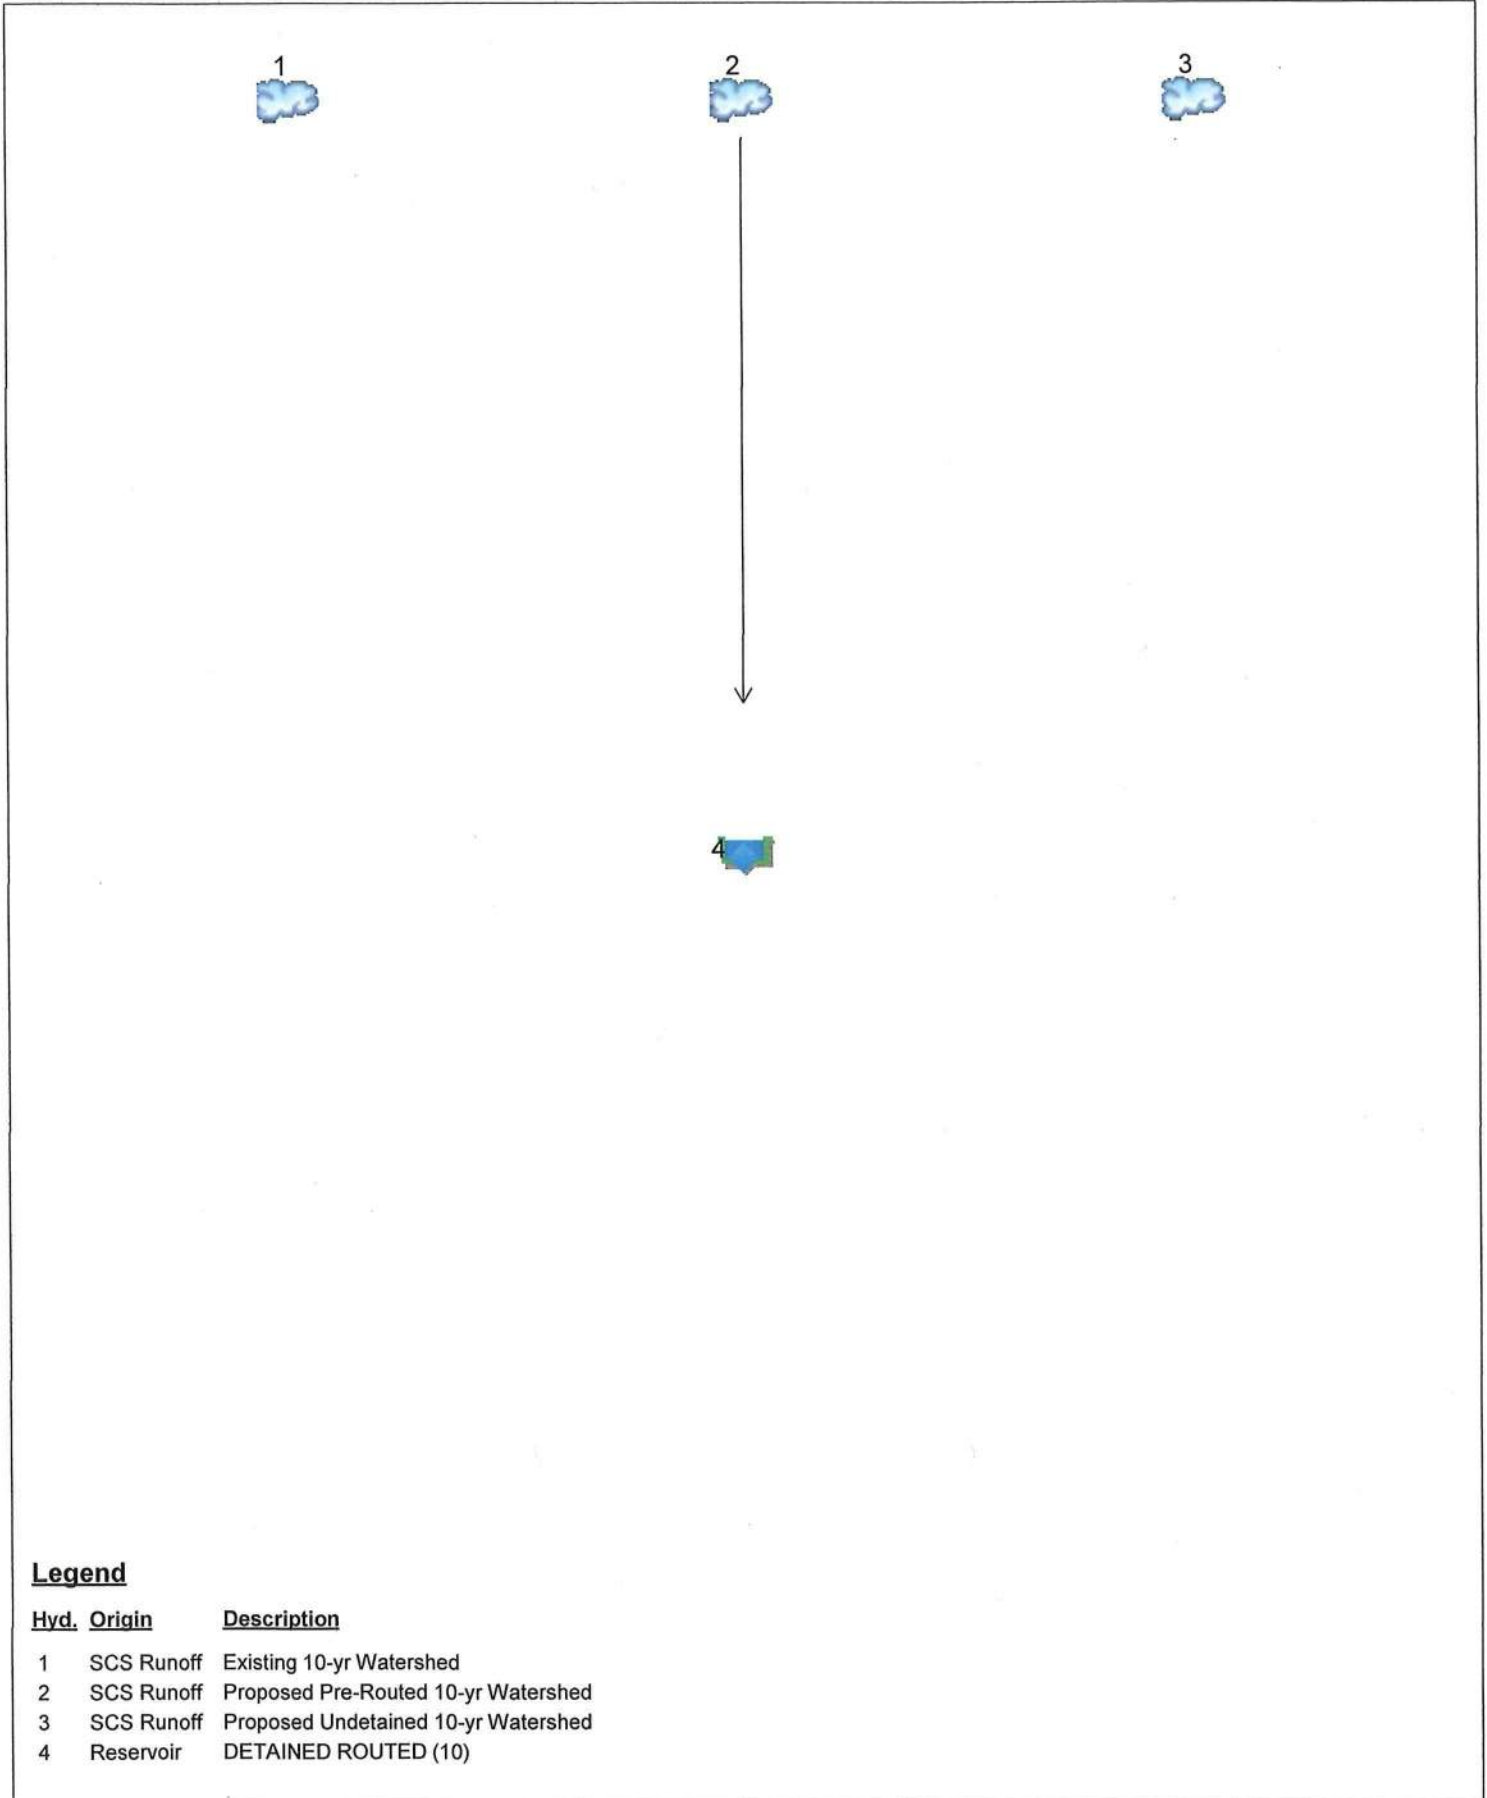 1
2
3
4
Legend
Hyd. Origin Description
1 SCS Runoff Existing 10-yr Watershed
2 SCS Runoff Proposed Pre-Routed 10-yr Watershed
3 SCS Runoff Proposed Undetained 10-yr Watershed
4 Reservoir DETAINED ROUTED (10)